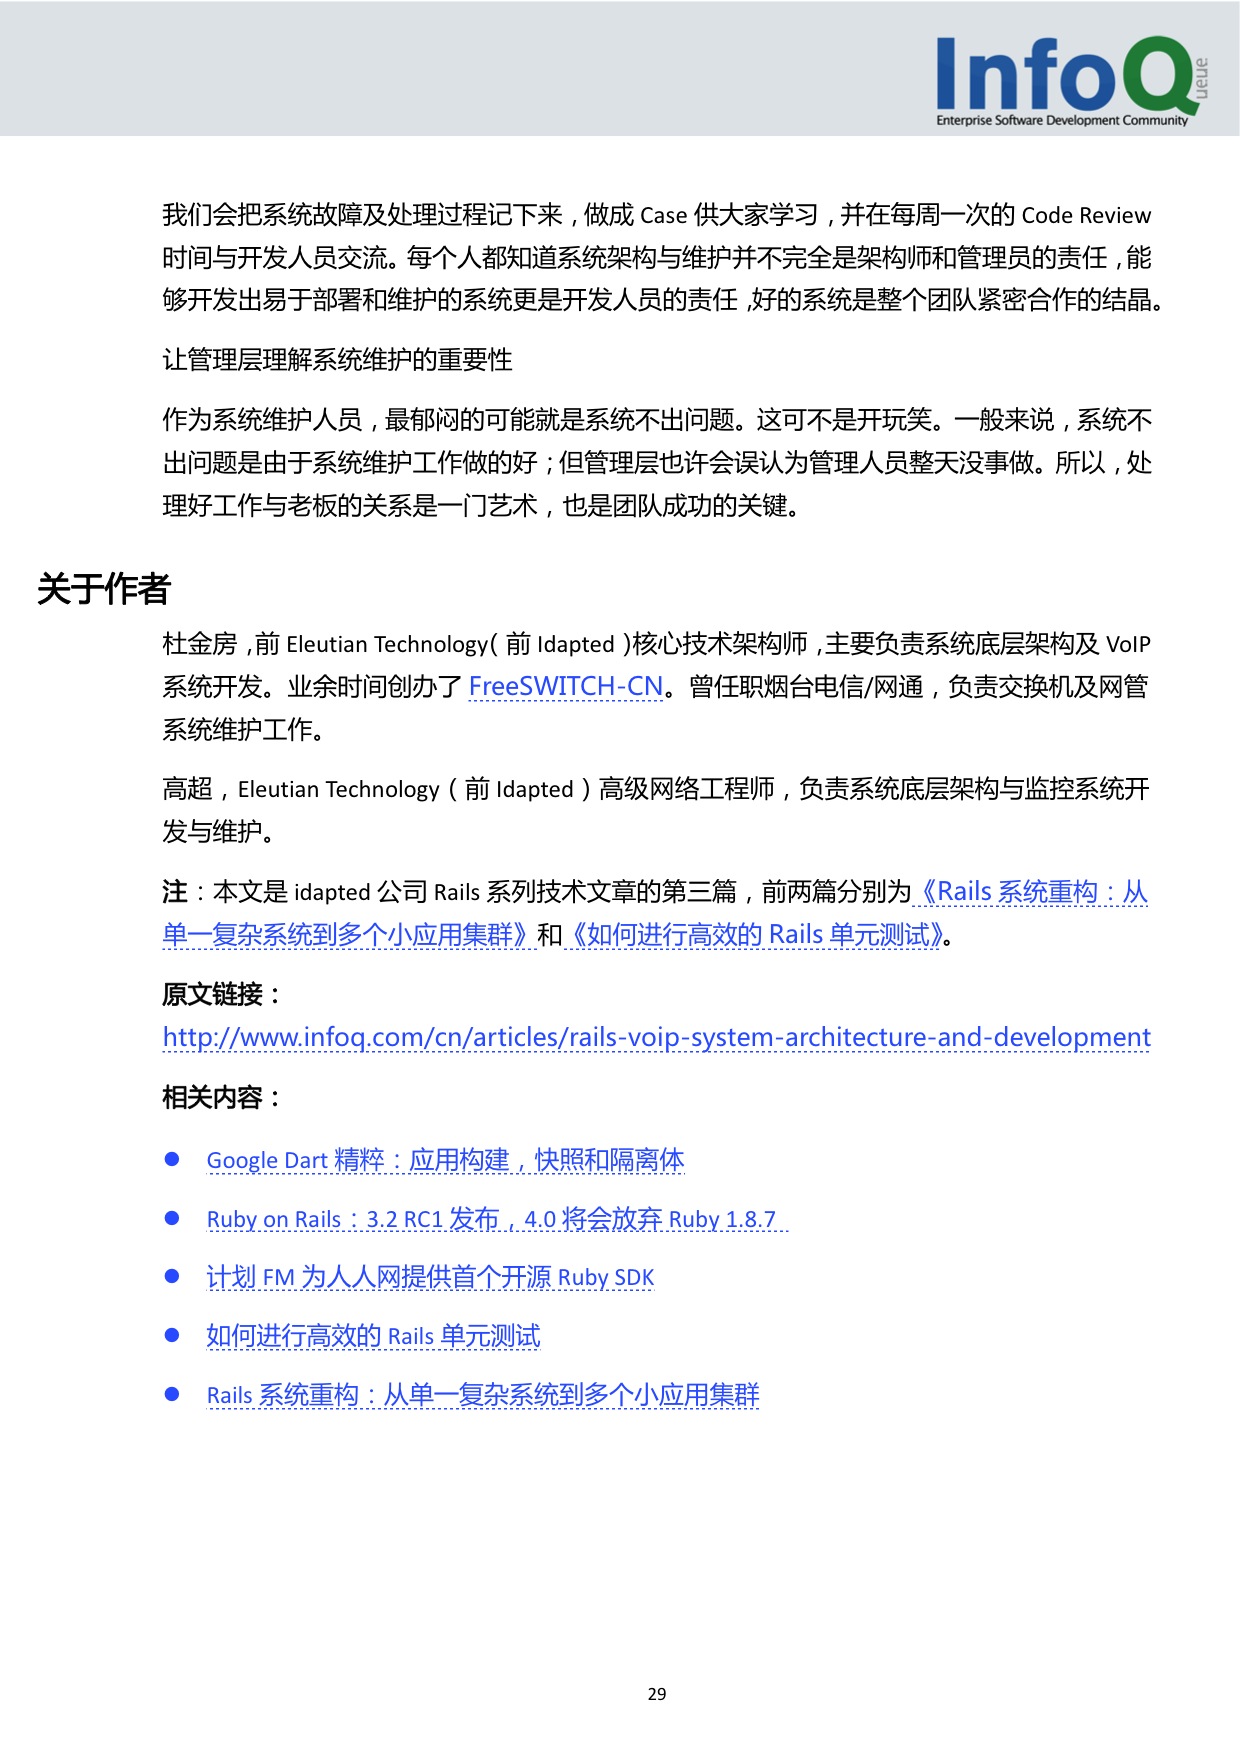 InfoQ
ueue
Enterprise Software Development Community
我们会把系统故障及处理过程记下来，做成 Case 供大家学习，并在每周一次的 Code Review
时间与开发人员交流。每个人都知道系统架构与维护并不完全是架构师和管理员的责任，能
够开发出易于部署和维护的系统更是开发人员的责任，好的系统是整个团队紧密合作的结晶。
让管理层理解系统维护的重要性
作为系统维护人员，最郁闷的可能就是系统不出问题。这可不是开玩笑。一般来说，系统不
出问题是由于系统维护工作做的好；但管理层也许会误认为管理人员整天没事做。所以，处
理好工作与老板的关系是一门艺术，也是团队成功的关键。
关于作者
杜金房，前 Eleutian Technology（前 Idapted）核心技术架构师，主要负责系统底层架构及 VoIP
系统开发。业余时间创办了 FreeSWITCH-CN。曾任职烟台电信/网通，负责交换机及网管
系统维护工作。
高超，Eleutian Technology（前 Idapted）高级网络工程师，负责系统底层架构与监控系统开
发与维护。
注：本文是 idapted 公司 Rails 系列技术文章的第三篇，前两篇分别为《Rails 系统重构：从
单一复杂系统到多个小应用集群》和《如何进行高效的 Rails 单元测试》。
原文链接：
http://www.infoq.com/cn/articles/rails-voip-system-architecture-and-development
相关内容：
● Google Dart 精粹：应用构建，快照和隔离体
● Ruby on Rails：3.2 RC1 发布，4.0 将会放弃 Ruby 1.8.7
● 计划 FM 为人人网提供首个开源 Ruby SDK
● 如何进行高效的 Rails 单元测试
● Rails 系统重构：从单一复杂系统到多个小应用集群
29